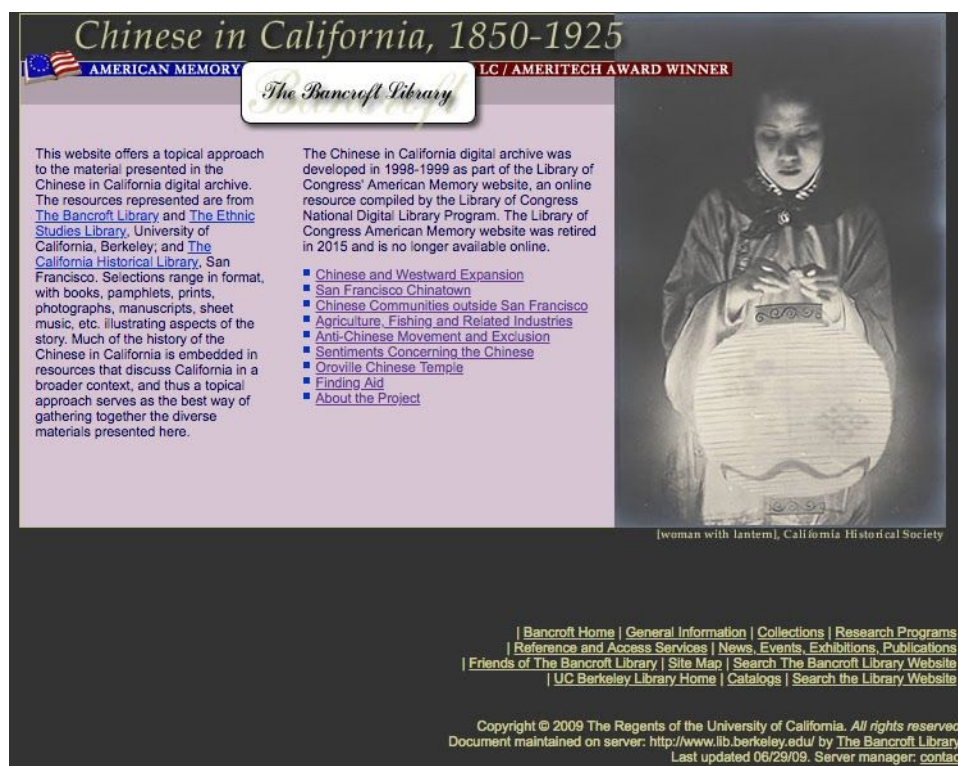 Chinese in California, 1850-1925
AMERICAN MEMORY
LC / AMERITECH AWARD WINNER
The Bancroft Library
This website offers a topical approach
to the material presented in the
Chinese in California digital archive.
The resources represented are from
The Bancroft Library and The Ethnic
Studies Library, University of
California, Berkeley; and The
California Historical Library, San
Francisco. Selections range in format,
with books, pamphlets, prints,
photographs, manuscripts, sheet
music, etc. illustrating aspects of the
story. Much of the history of the
Chinese in California is embedded in
resources that discuss California in a
broader context, and thus a topical
approach serves as the best way of
gathering together the diverse
materials presented here.
The Chinese in California digital archive was
developed in 1998-1999 as part of the Library of
Congress' American Memory website, an online
resource compiled by the Library of Congress
National Digital Library Program. The Library of
Congress American Memory website was retired
in 2015 and is no longer available online.
Chinese and Westward Expansion
San Francisco Chinatown
Chinese Communities outside San Francisco
Agriculture, Fishing and Related Industries
Anti-Chinese Movement and Exclusion
Sentiments Concerning the Chinese
Oroville Chinese Temple
Finding Aid
About the Project
[woman with lantern], California Historical Society
| Bancroft Home | General Information | Collections | Research Programs
| Reference and Access Services | News, Events, Exhibitions, Publications
| Friends of The Bancroft Library | Site Map | Search The Bancroft Library Website
| UC Berkeley Library Home | Catalogs | Search the Library Website
Copyright © 2009 The Regents of the University of California. All rights reserved
Document maintained on server: http://www.lib.berkeley.edu/ by The Bancroft Library
Last updated 06/29/09. Server manager: contac